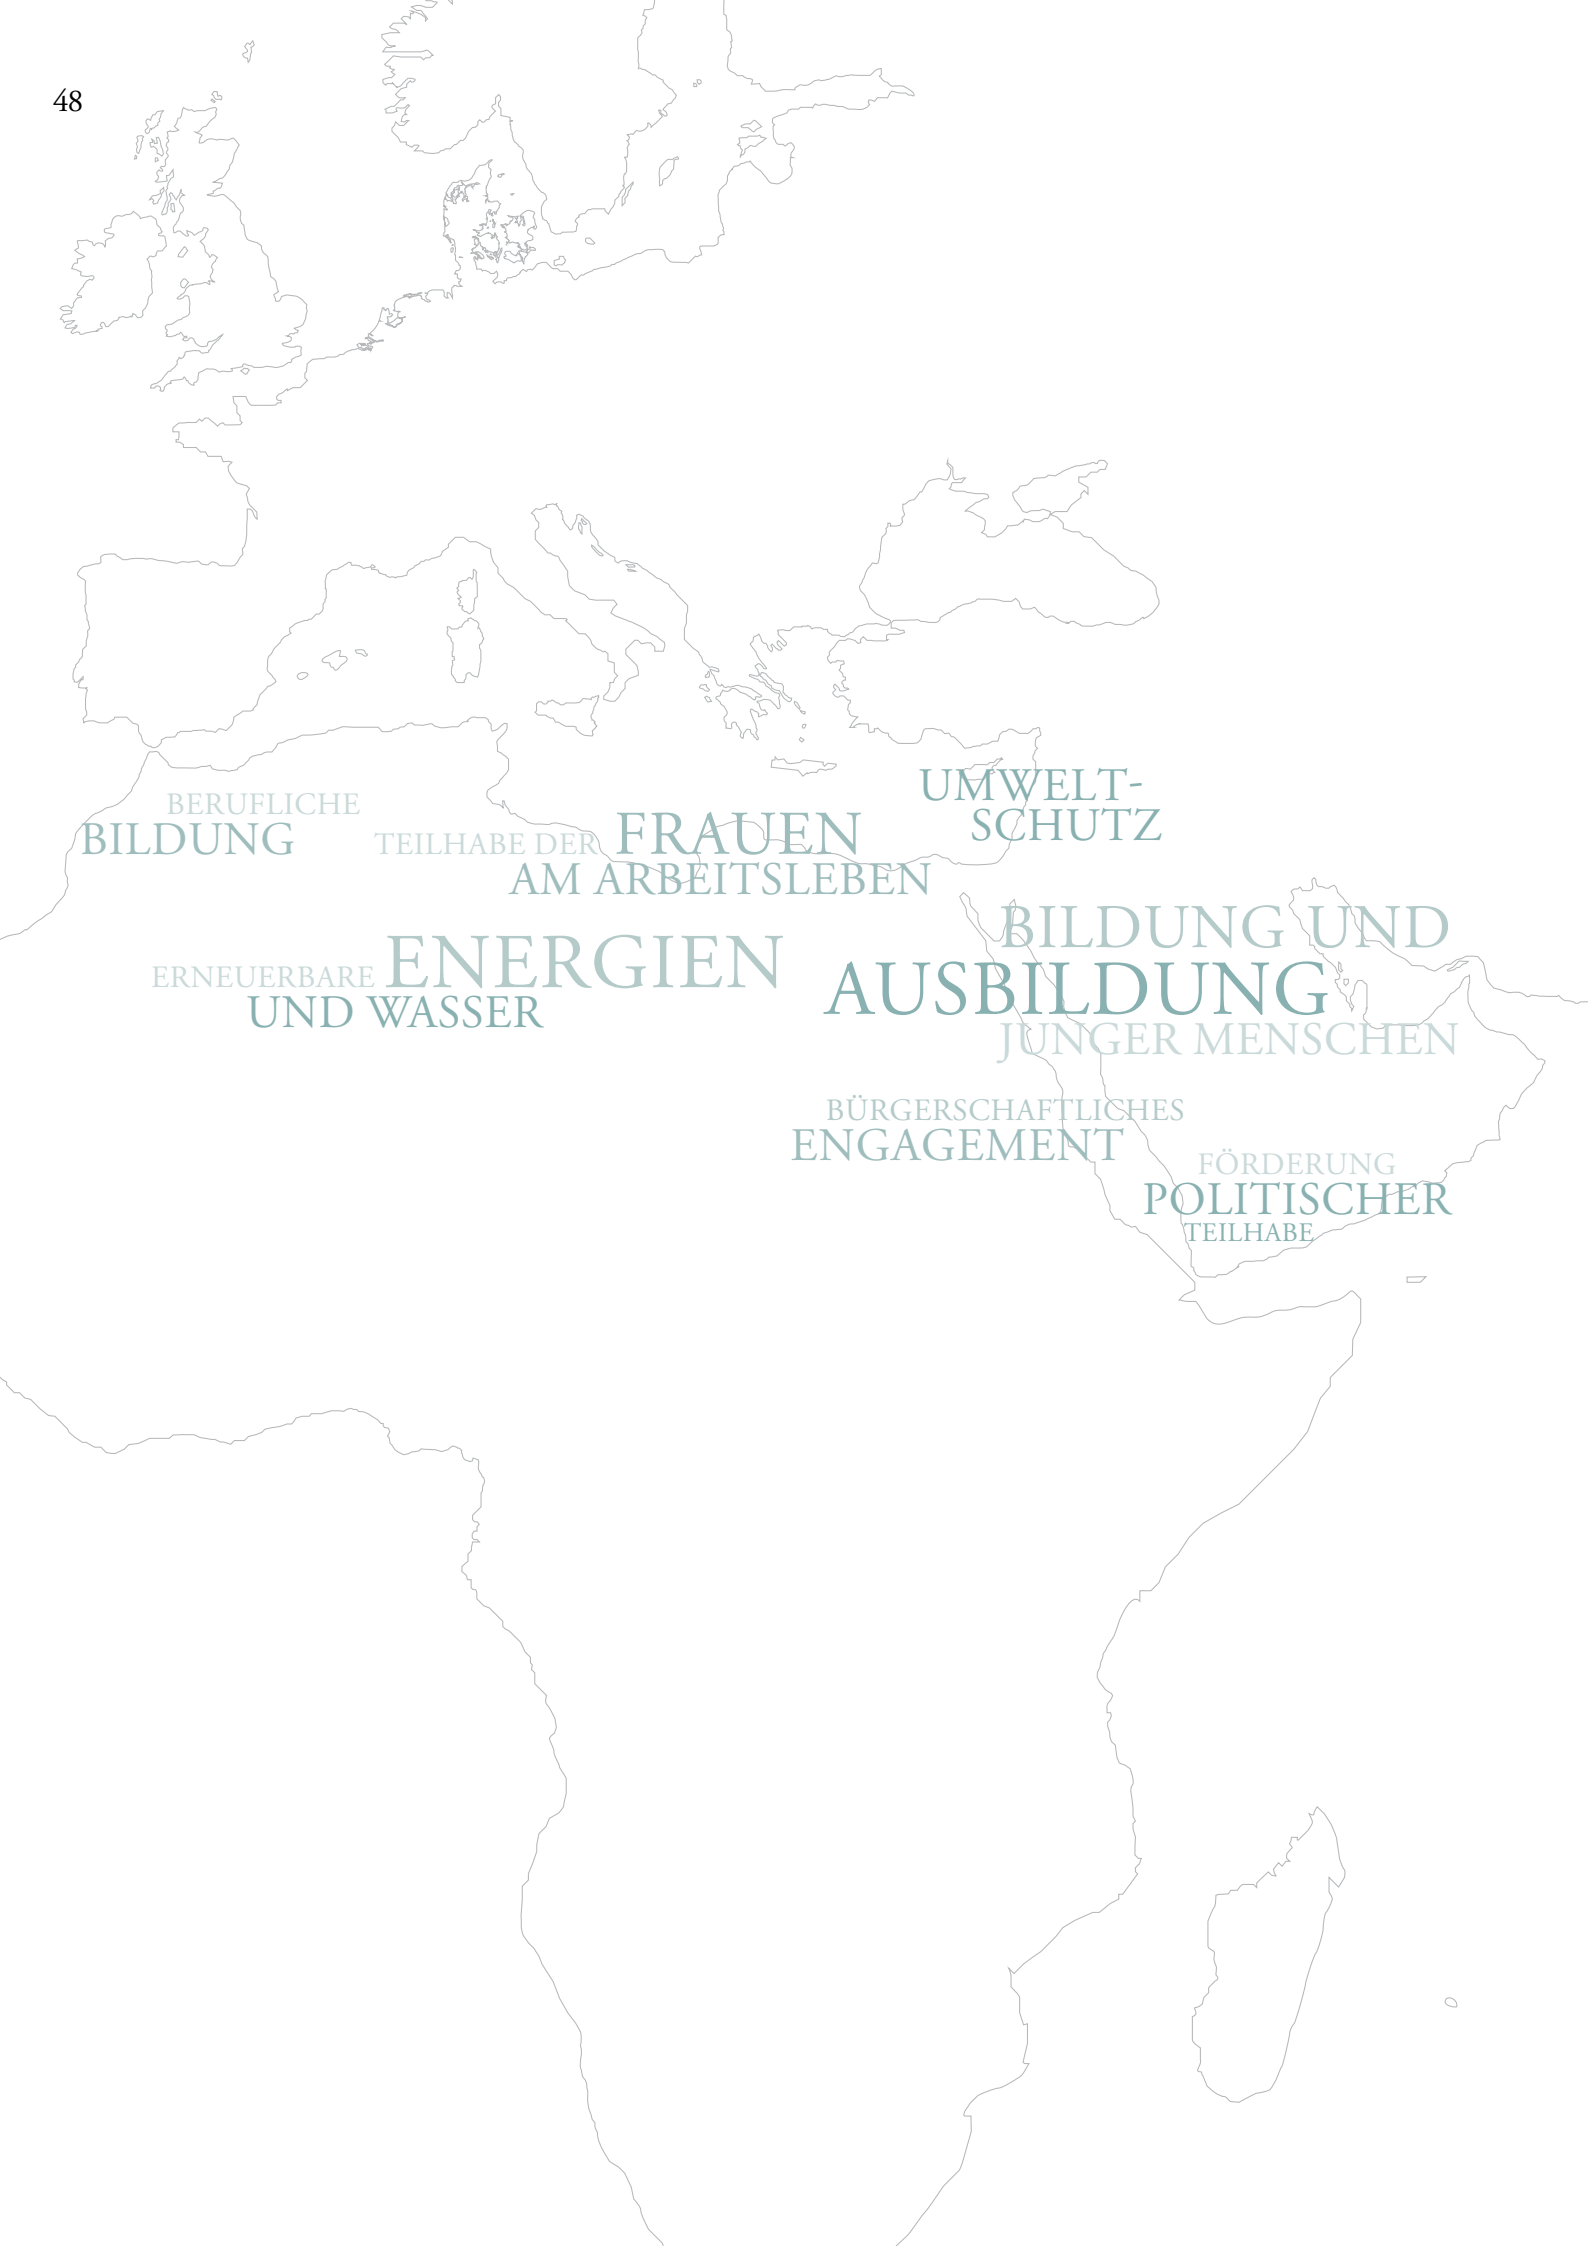 48
UMWELT-
SCHUTZ
BERUFLICHE
BILDUNG
TEILHABE DER FRAUEN
AM ARBEITSLEBEN
BILDUNG UND
AUSBILDUNG
JUNGER MENSCHEN
ERNEUERBARE ENERGIEN
UND WASSER
BÜRGERSCHAFTLICHES
ENGAGEMENT
FÖRDERUNG
POLITISCHER
TEILHABE